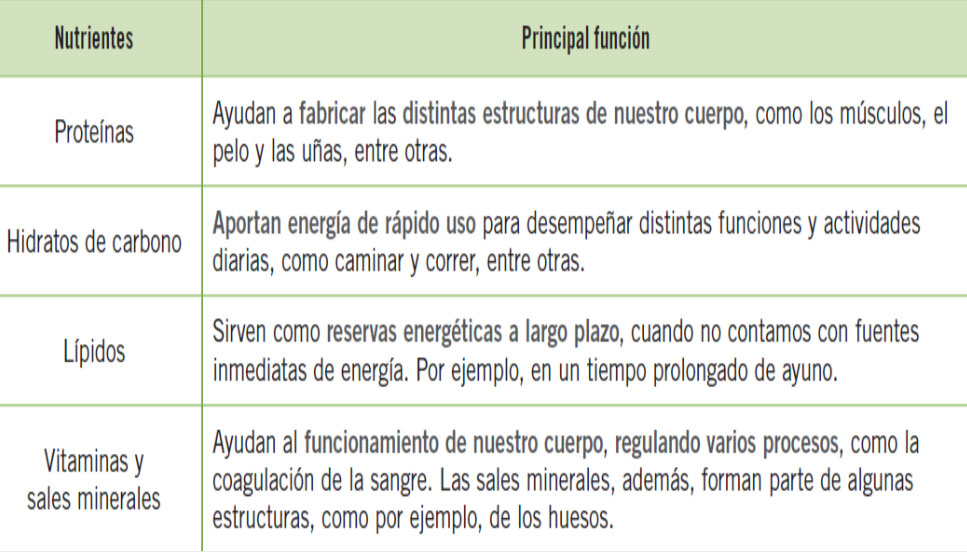 Nutrientes
Principal función
Proteínas
Ayudan a fabricar las distintas estructuras de nuestro cuerpo, como los músculos, el
pelo y las uñas, entre otras.
Hidratos de carbono
Aportan energía de rápido uso para desempeñar distintas funciones y actividades
diarias, como caminar y correr, entre otras.
Lípidos
Sirven como reservas energéticas a largo plazo, cuando no contamos con fuentes
inmediatas de energía. Por ejemplo, en un tiempo prolongado de ayuno.
Vitaminas y
sales minerales
Ayudan al funcionamiento de nuestro cuerpo, regulando varios procesos, como la
coagulación de la sangre. Las sales minerales, además, forman parte de algunas
estructuras, como por ejemplo, de los huesos.